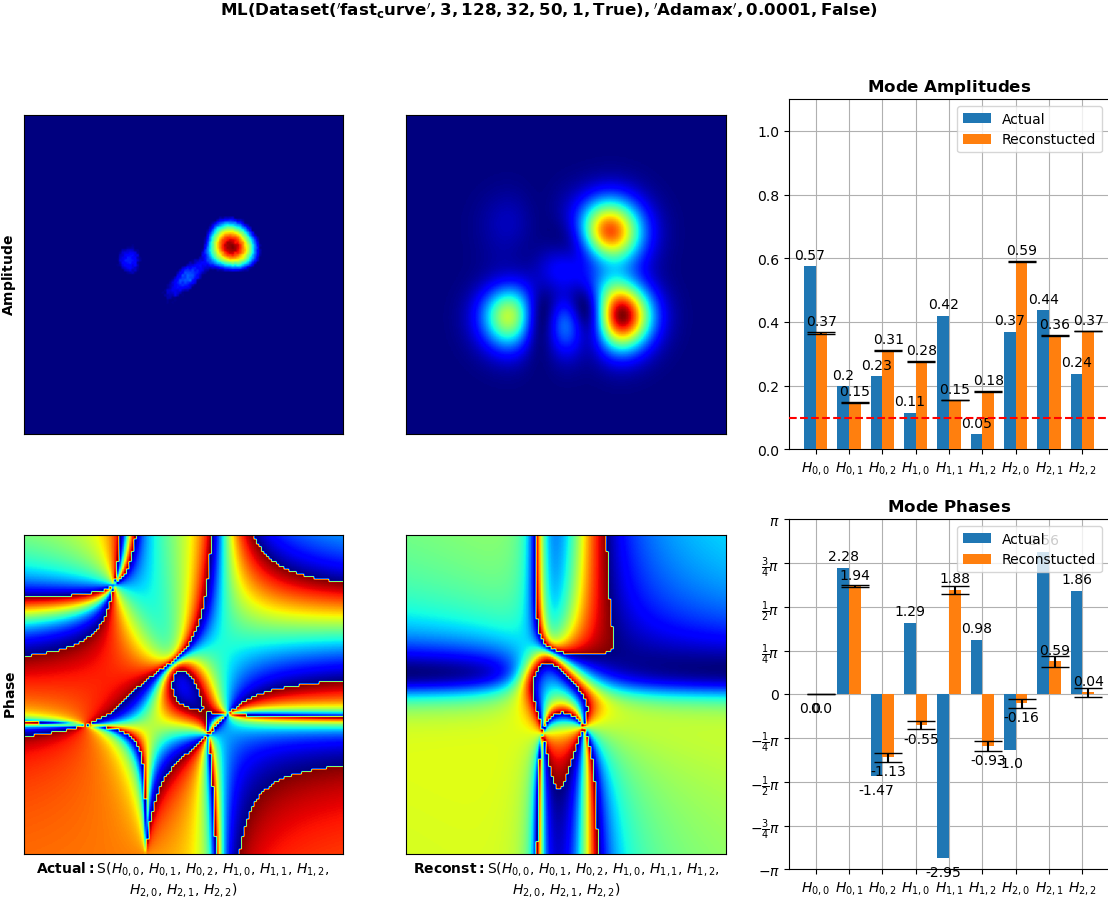 ML(Dataset('fast_curve', 3, 128, 32, 50, 1, True), 'Adamax', 0.0001, False)
Amplitude
Mode Amplitudes
Actual
Reconstucted
1.0
0.8
0.6
0.4
0.2
0.0
0.57
0.37
0.2
0.15
0.23
0.31
0.11
0.28
0.42
0.15
0.05
0.18
0.37
0.59
0.44
0.36
0.24
0.37
H0,0 H0,1 H0,2 H1,0 H1,1 H1,2 H2,0 H2,1 H2,2
Phase
Mode Phases
Actual
Reconstucted
π
3/4π
1/2π
1/4π
0
−1/4π
−1/2π
−3/4π
−π
0.0
0.0
2.28
1.94
-1.47
-1.13
1.29
-0.55
-2.95
1.88
0.98
-0.93
-1.0
-0.16
0.59
1.86
0.04
H0,0 H0,1 H0,2 H1,0 H1,1 H1,2 H2,0 H2,1 H2,2
Actual: S(H0,0, H0,1, H0,2, H1,0, H1,1, H1,2,
H2,0, H2,1, H2,2)
Reconst: S(H0,0, H0,1, H0,2, H1,0, H1,1, H1,2,
H2,0, H2,1, H2,2)